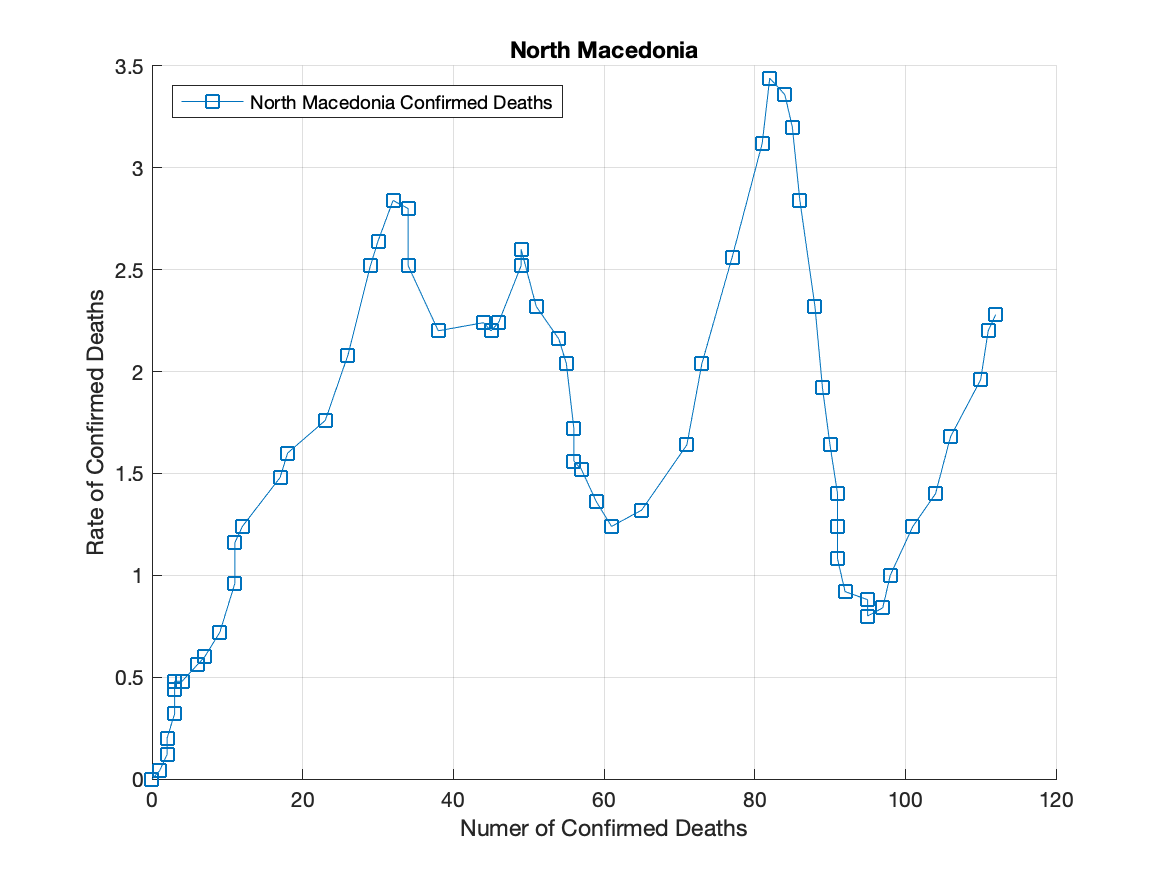 North Macedonia
North Macedonia Confirmed Deaths
Rate of Confirmed Deaths
3.5
3
2.5
2
1.5
1
0.5
0
0 20 40 60 80 100 120
Numer of Confirmed Deaths